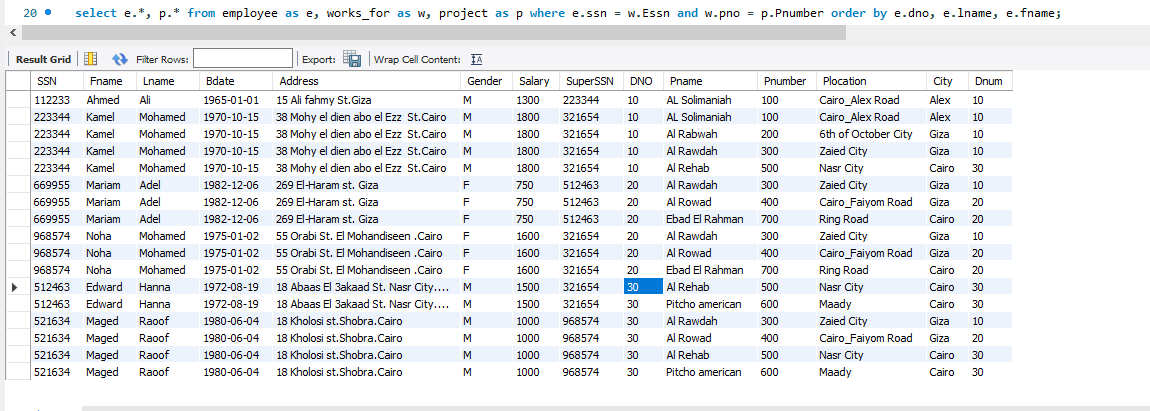 20 select e.*, p.* from employee as e, works_for as w, project as p where e.ssn = w.Essn and w.pno = p.Pnumber order by e.dno, e.lname, e.fname;
Result Grid Filter Rows: Export: Wrap Cell Content: IA
SSN Fname Lname Bdate Address Gender Salary SuperSSN DNO Pname Pnumber Plocation City Dnum
112233 Ahmed Ali 1965-01-01 15 Ali fahmy St.Giza M 1300 223344 10 AL Solimaniah 100 Cairo_Alex Road Alex 10
223344 Kamel Mohamed 1970-10-15 38 Mohy el dien abo el Ezz St.Cairo M 1800 321654 10 AL Solimaniah 100 Cairo_Alex Road Alex 10
223344 Kamel Mohamed 1970-10-15 38 Mohy el dien abo el Ezz St.Cairo M 1800 321654 10 Al Rabwah 200 6th of October City Giza 10
223344 Kamel Mohamed 1970-10-15 38 Mohy el dien abo el Ezz St.Cairo M 1800 321654 10 Al Rawdah 300 Zaied City Giza 10
223344 Kamel Mohamed 1970-10-15 38 Mohy el dien abo el Ezz St.Cairo M 1800 321654 10 Al Rehab 500 Nasr City Cairo 30
669955 Mariam Adel 1982-12-06 269 El-Haram st. Giza F 750 512463 20 Al Rawdah 300 Zaied City Giza 10
669955 Mariam Adel 1982-12-06 269 El-Haram st. Giza F 750 512463 20 Al Rowad 400 Cairo_Faiyom Road Giza 20
669955 Mariam Adel 1982-12-06 269 El-Haram st. Giza F 750 512463 20 Ebad El Rahman 700 Ring Road Cairo 20
968574 Noha Mohamed 1975-01-02 55 Orabi St. El Mohandiseen .Cairo F 1600 321654 20 Al Rawdah 300 Zaied City Giza 10
968574 Noha Mohamed 1975-01-02 55 Orabi St. El Mohandiseen .Cairo F 1600 321654 20 Al Rowad 400 Cairo_Faiyom Road Giza 20
968574 Noha Mohamed 1975-01-02 55 Orabi St. El Mohandiseen .Cairo F 1600 321654 20 Ebad El Rahman 700 Ring Road Cairo 20
512463 Edward Hanna 1972-08-19 18 Abaas El 3akaad St. Nasr City.... M 1500 321654 30 Al Rehab 500 Nasr City Cairo 30
512463 Edward Hanna 1972-08-19 18 Abaas El 3akaad St. Nasr City.... M 1500 321654 30 Pitcho american 600 Maady Cairo 30
521634 Maged Raoof 1980-06-04 18 Kholosi st.Shobra.Cairo M 1000 968574 30 Al Rawdah 300 Zaied City Giza 10
521634 Maged Raoof 1980-06-04 18 Kholosi st.Shobra.Cairo M 1000 968574 30 Al Rowad 400 Cairo_Faiyom Road Giza 20
521634 Maged Raoof 1980-06-04 18 Kholosi st.Shobra.Cairo M 1000 968574 30 Al Rehab 500 Nasr City Cairo 30
521634 Maged Raoof 1980-06-04 18 Kholosi st.Shobra.Cairo M 1000 968574 30 Pitcho american 600 Maady Cairo 30